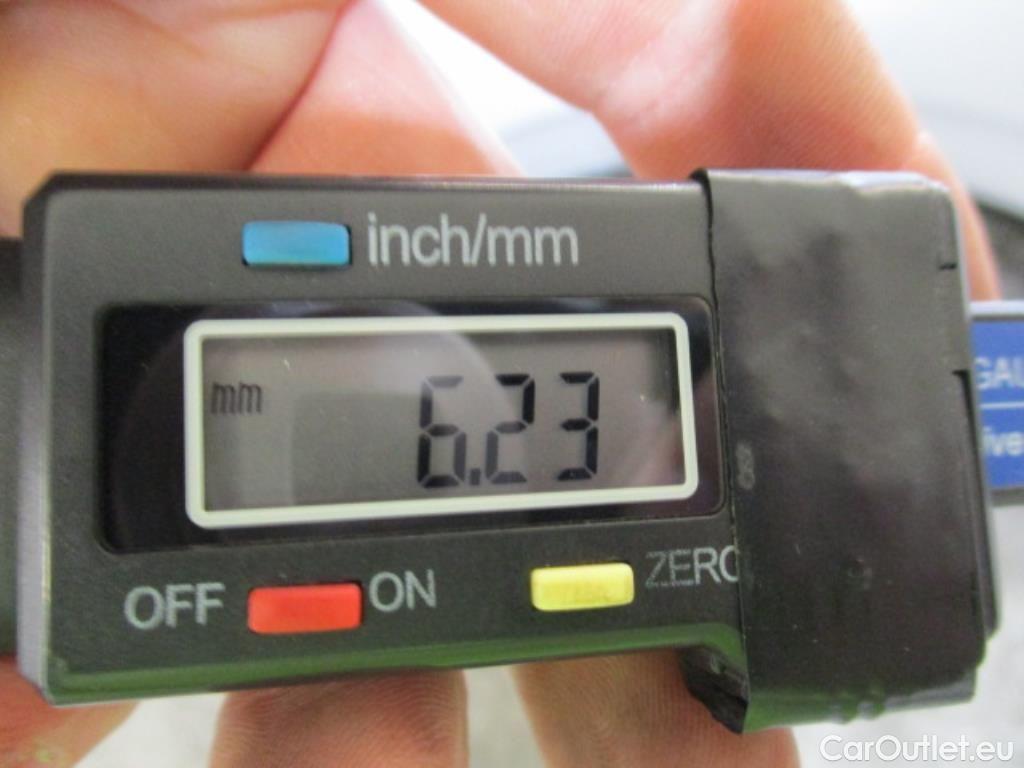 inch/mm
mm 6.23
OFF ON ZERO
CarOutlet.eu